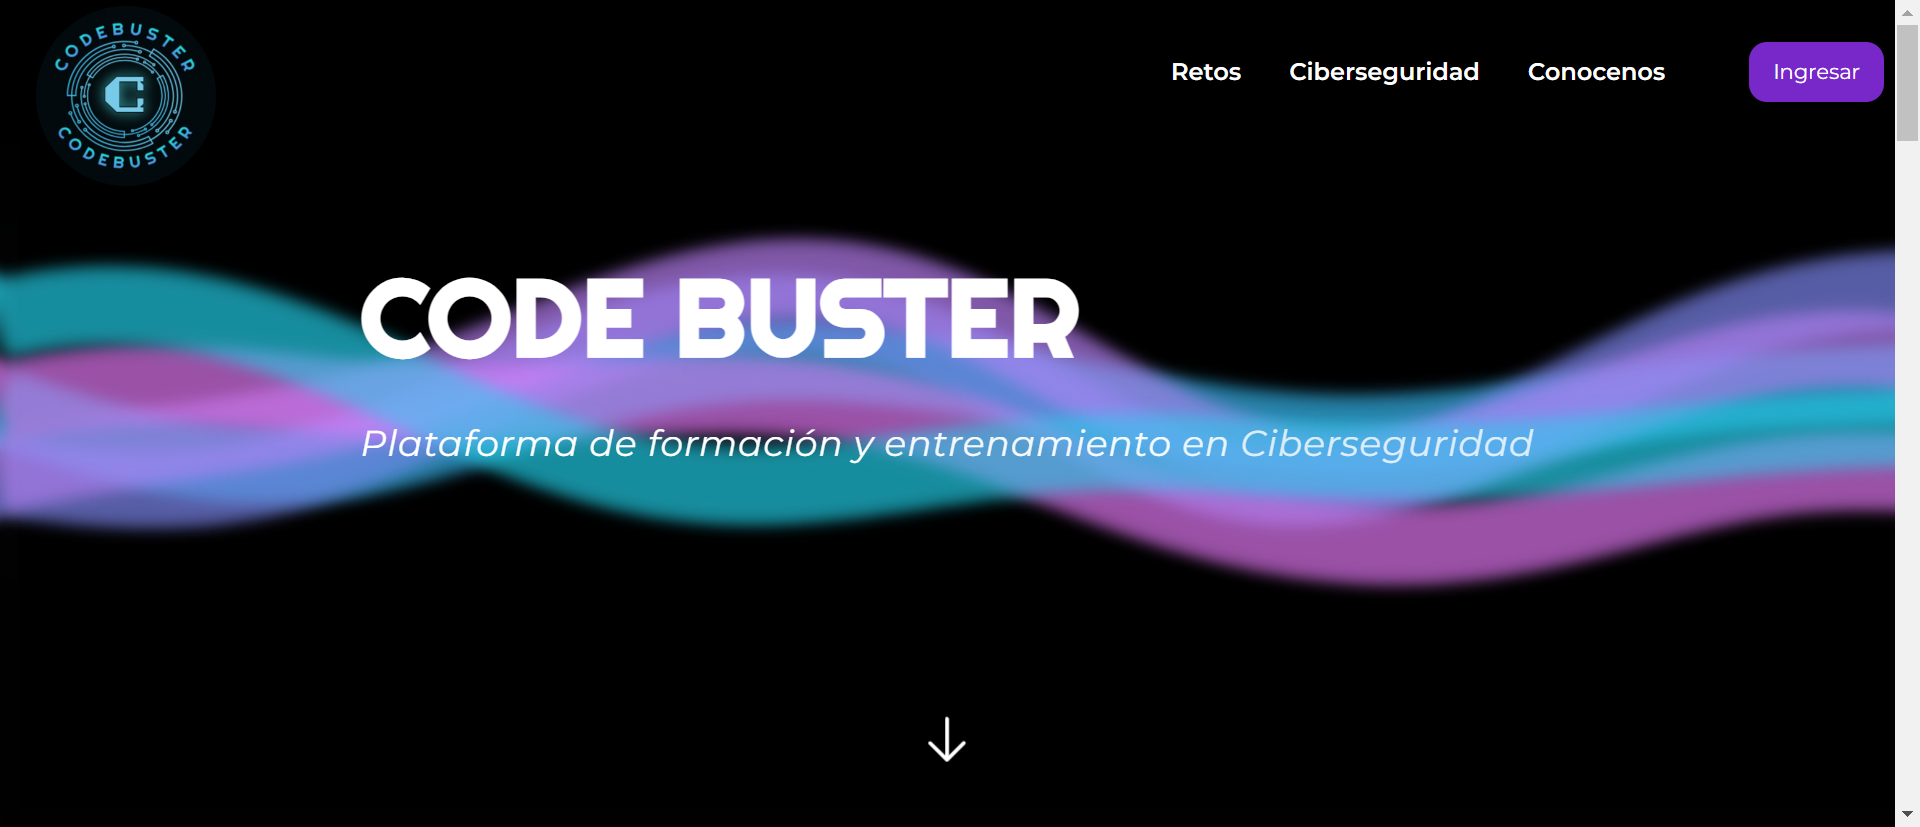 CODEBUSTER
C
CODEBUSTER
Retos
Ciberseguridad
Conocenos
Ingresar
CODE BUSTER
Plataforma de formación y entrenamiento en Ciberseguridad